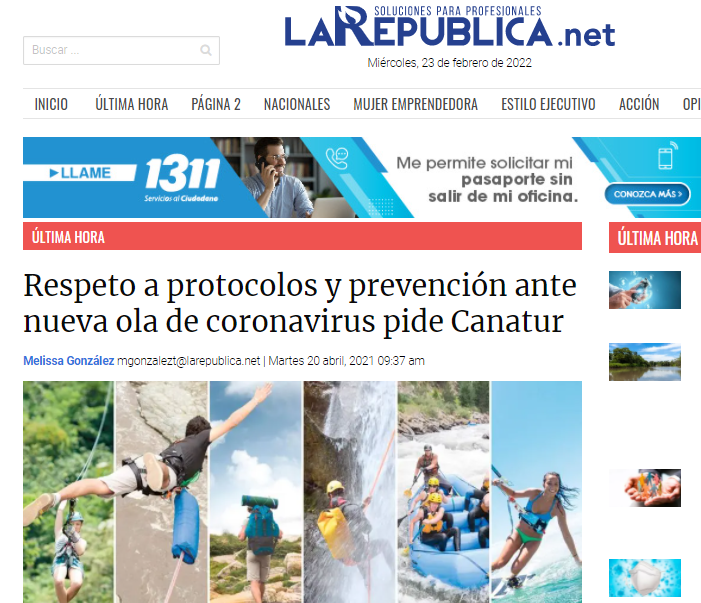 SOLUCIONES PARA PROFESIONALES
LAREPUBLICA.net
Buscar ...
Miércoles, 23 de febrero de 2022
INICIO ÚLTIMA HORA PÁGINA 2 NACIONALES MUJER EMPRENDEDORA ESTILO EJECUTIVO ACCIÓN OPI
LLAME 1311
Servicios al Ciudadano
Me permite solicitar mi
pasaporte sin
salir de mi oficina.
CONOZCA MÁS >
ÚLTIMA HORA
ÚLTIMA HORA
Respeto a protocolos y prevención ante
nueva ola de coronavirus pide Canatur
Melissa González mgonzalezt@larepublica.net | Martes 20 abril, 2021 09:37 am